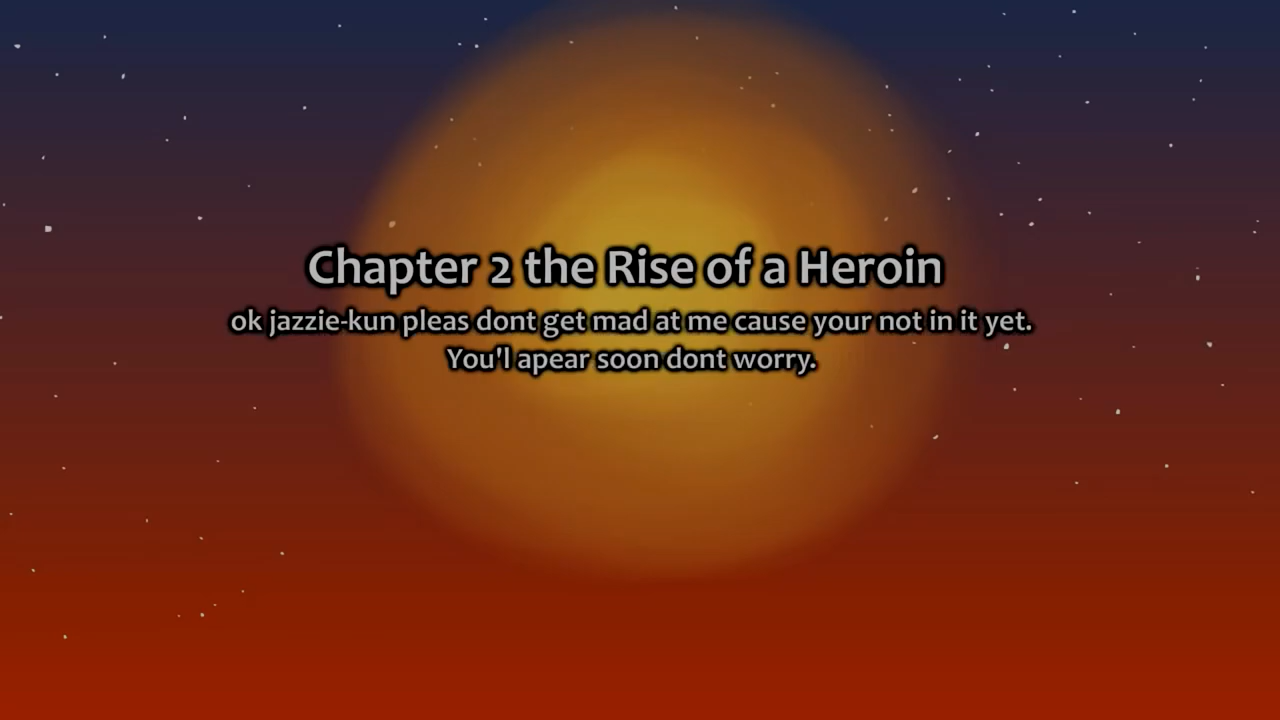 Chapter 2 the Rise of a Heroin
ok jazzie-kun pleas dont get mad at me cause your not in it yet.
You'l apear soon dont worry.